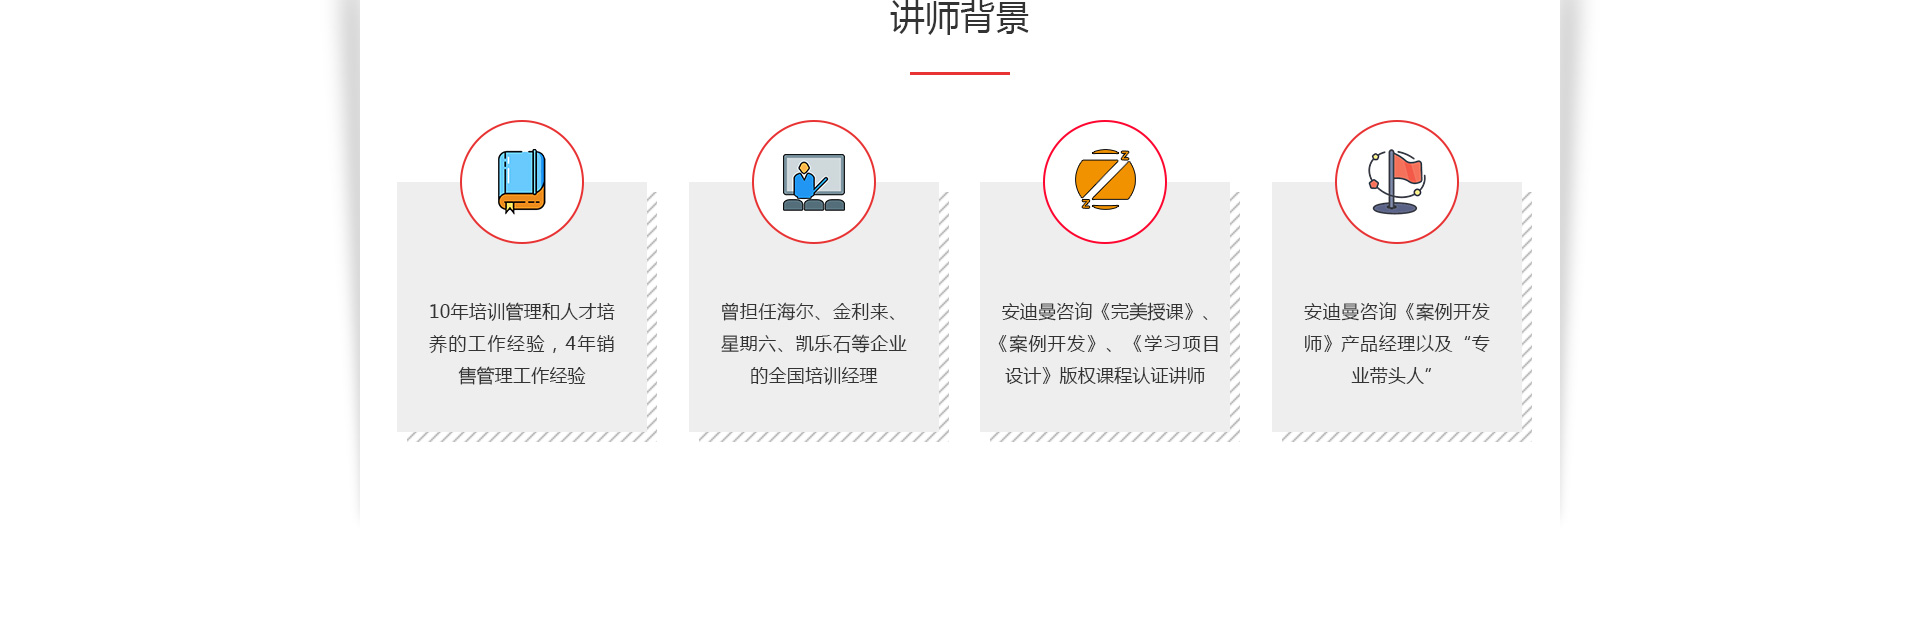 讲师背景
10年培训管理和人才培
养的工作经验，4年销
售管理工作经验
曾担任海尔、金利来、
星期六、凯乐石等企业
的全国培训经理
Z
Z
Z
安迪曼咨询《完美授课》、
《案例开发》、《学习项目
设计》版权课程认证讲师
安迪曼咨询《案例开发
师》产品经理以及“专
业带头人”